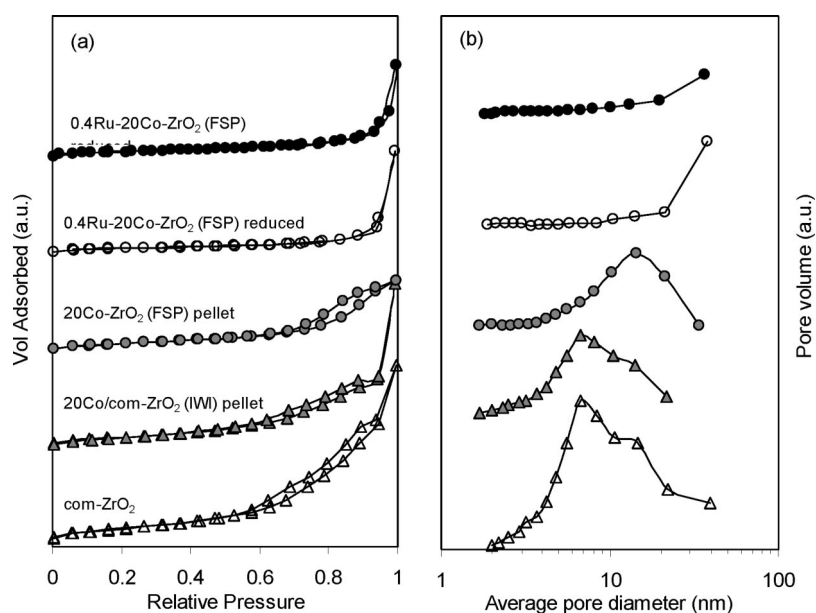 (a)
0.4Ru-20Co-ZrO₂ (FSP)
reduced
0.4Ru-20Co-ZrO₂ (FSP) reduced
20Co-ZrO₂ (FSP) pellet
20Co/com-ZrO₂ (IWI) pellet
com-ZrO₂
Vol Adsorbed (a.u.)
0 0.2 0.4 0.6 0.8 1
Relative Pressure
(b)
Pore volume (a.u.)
1 10 100
Average pore diameter (nm)